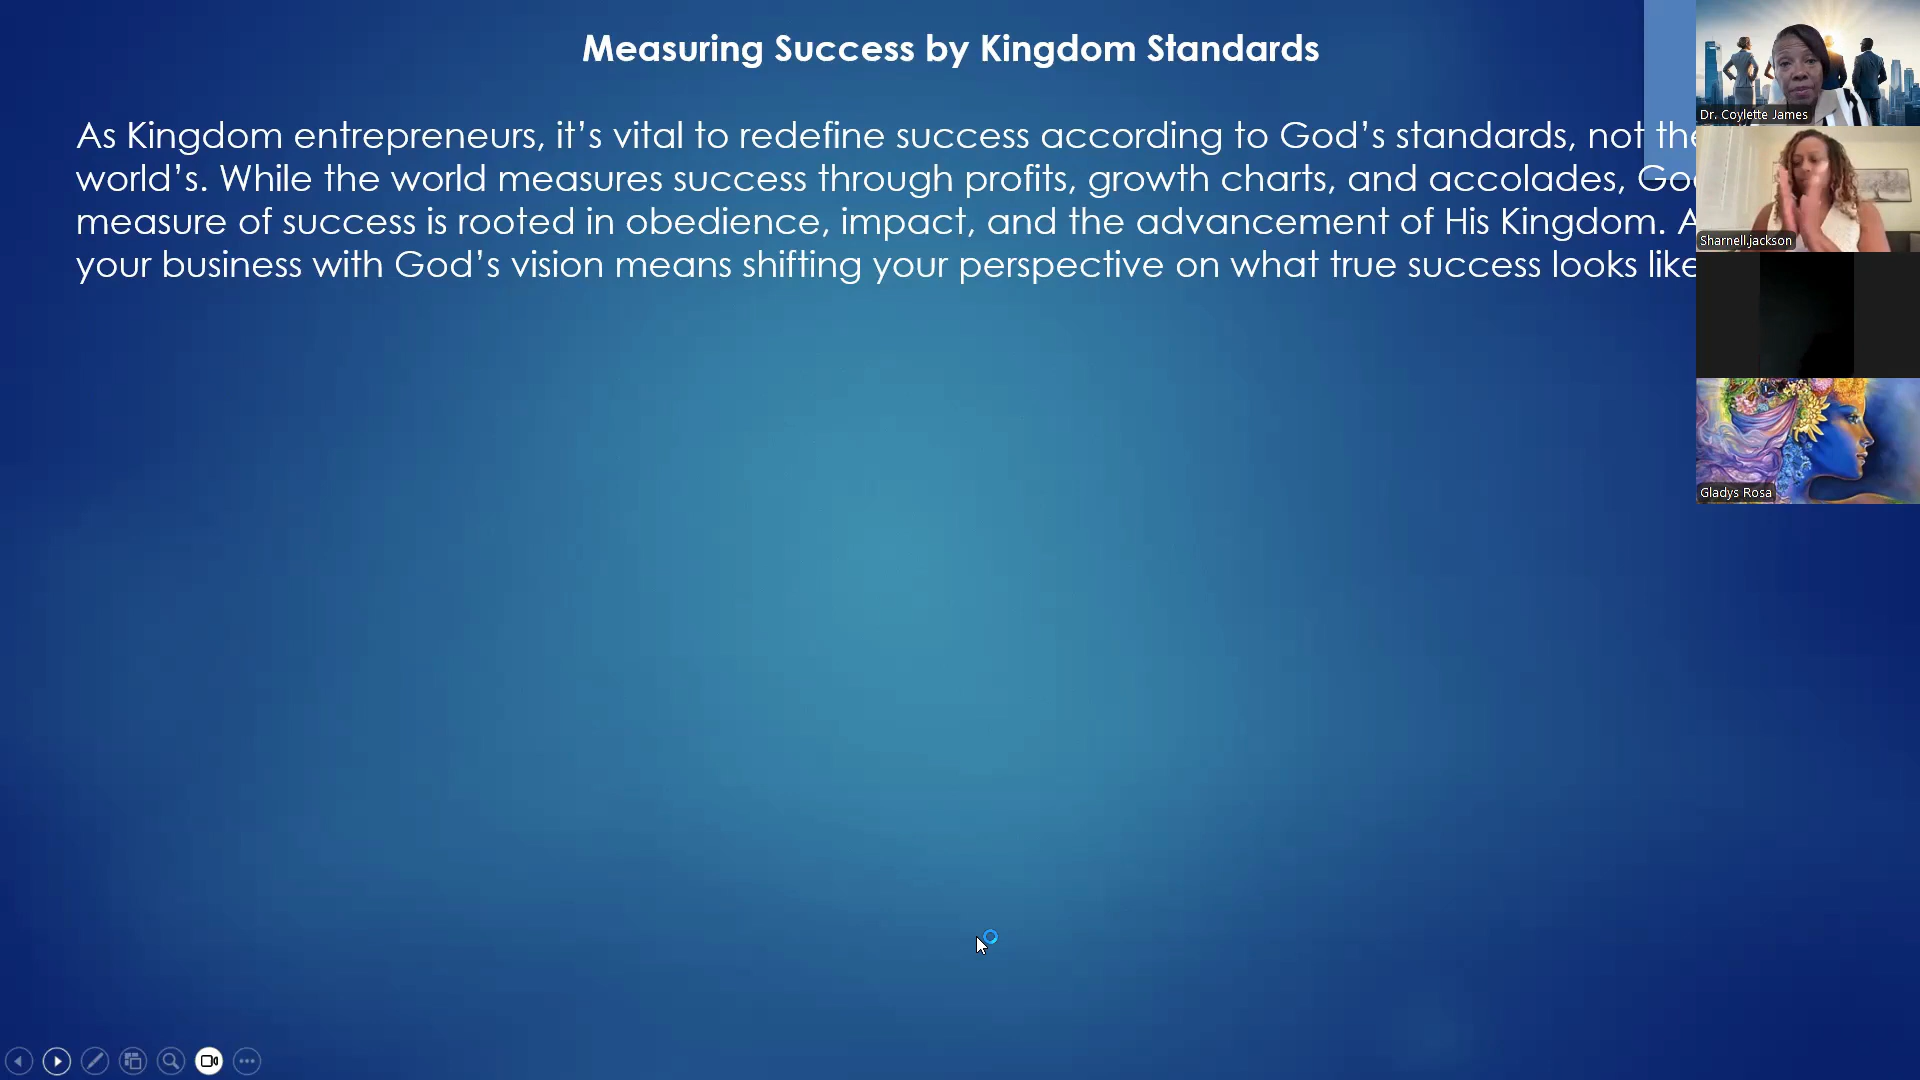 Measuring Success by Kingdom Standards
As Kingdom entrepreneurs, it’s vital to redefine success according to God’s standards, not the
world’s. While the world measures success through profits, growth charts, and accolades,
measure of success is rooted in obedience, impact, and the advancement of His Kingdom.
your business with God’s vision means shifting your perspective on what true success looks like
Dr. Coylette James
Sharnell.jackson
Gladys Rosa